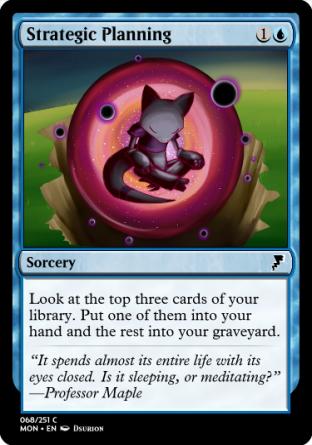 Strategic Planning 1
Sorcery
Look at the top three cards of your
library. Put one of them into your
hand and the rest into your graveyard.
“It spends almost its entire life with its
eyes closed. Is it sleeping, or meditating?”
—Professor Maple
068/251 C
MON • EN Dsurion